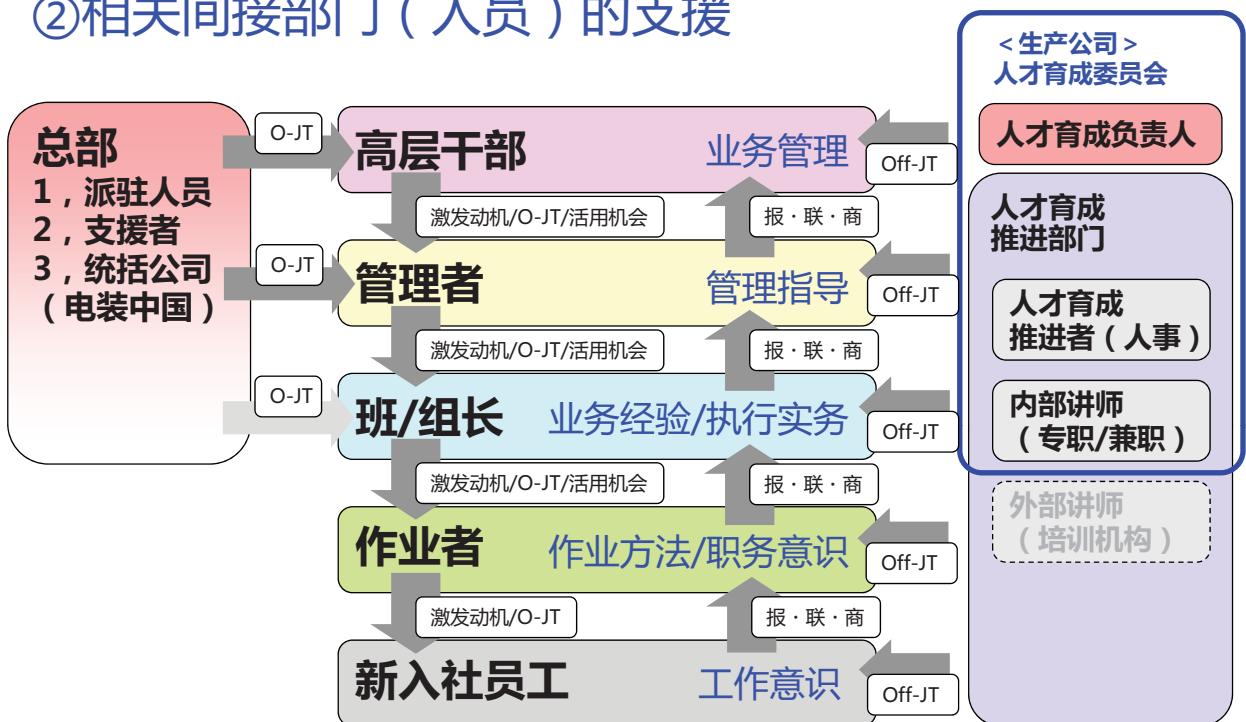 ②相关间接部门（人员）的支援
总部
1，派驻人员
2，支援者
3，统括公司
（电装中国）
O-JT
O-JT
O-JT
高层干部
业务管理
Off-JT
激发动机/O-JT/活用机会
报・联・商
管理者
管理指导
Off-JT
激发动机/O-JT/活用机会
报・联・商
班/组长
业务经验/执行实务
Off-JT
激发动机/O-JT/活用机会
报・联・商
作业者
作业方法/职务意识
Off-JT
激发动机/O-JT
报・联・商
新入社员工
工作意识
Off-JT
＜生产公司＞
人才育成委员会
人才育成负责人
人才育成
推进部门
人才育成
推进者（人事）
内部讲师
（专职/兼职）
外部讲师
（培训机构）